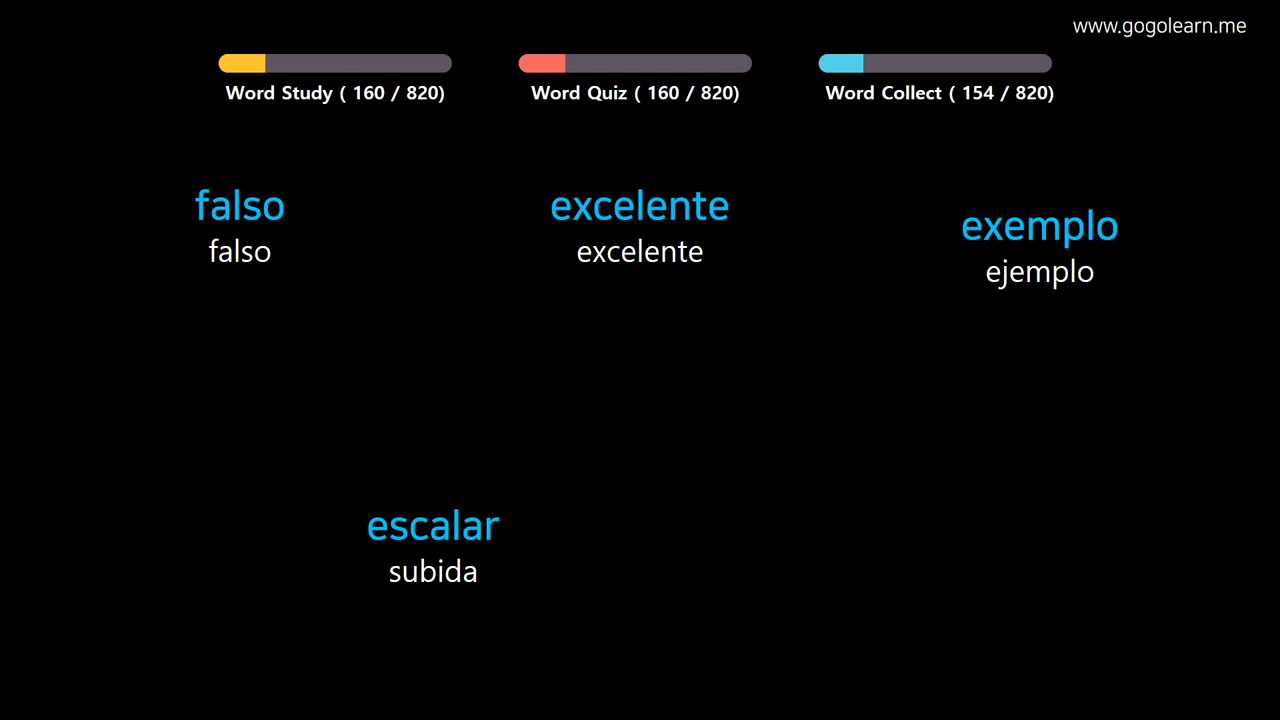 www.gogolearn.me
Word Study ( 160 / 820)
Word Quiz ( 160 / 820)
Word Collect ( 154 / 820)
falso
falso
excelente
excelente
exemplo
ejemplo
escalar
subida